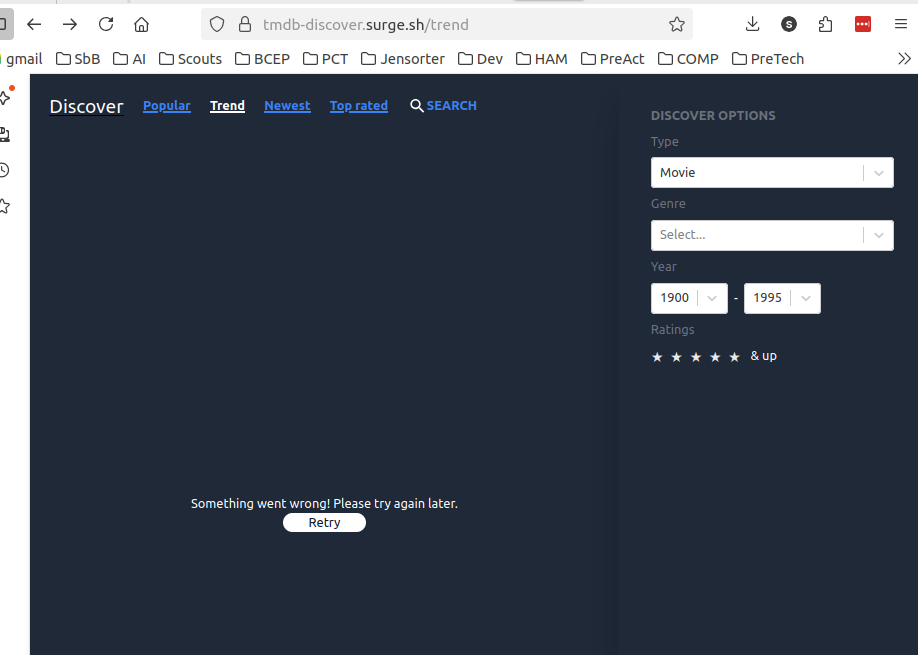 tmdb-discover.surge.sh/trend
S
gmail SbB AI Scouts BCEP PCT Jensorter Dev HAM PreAct COMP PreTech
Discover Popular Trend Newest Top rated SEARCH
DISCOVER OPTIONS
Type
Movie
Genre
Select...
Year
1900 - 1995
Ratings
& up
Something went wrong! Please try again later.
Retry